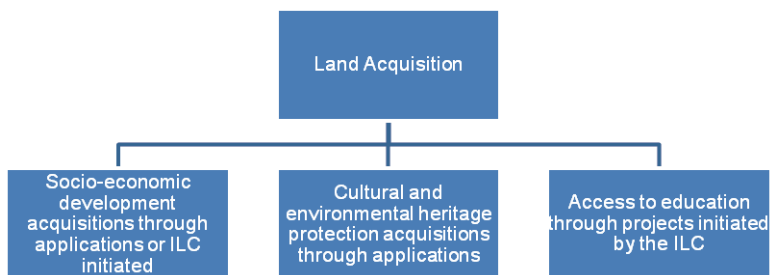 Land Acquisition
Socio-economic
development
acquisitions through
applications or ILC
initiated
Cultural and
environmental heritage
protection acquisitions
through applications
Access to education
through projects initiated
by the ILC